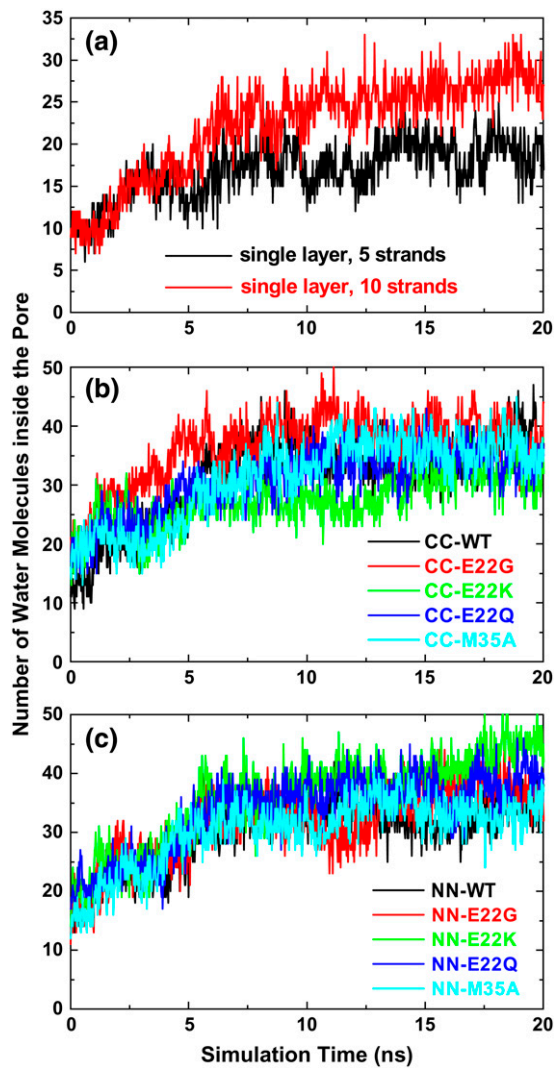 Number of Water Molecules inside the Pore
(a)
35
30
25
20
15
10
5
0
single layer, 5 strands
single layer, 10 strands
0 5 10 15 20
(b)
50
40
30
20
10
0
CC-WT
CC-E22G
CC-E22K
CC-E22Q
CC-M35A
0 5 10 15 20
(c)
50
40
30
20
10
0
NN-WT
NN-E22G
NN-E22K
NN-E22Q
NN-M35A
0 5 10 15 20
Simulation Time (ns)